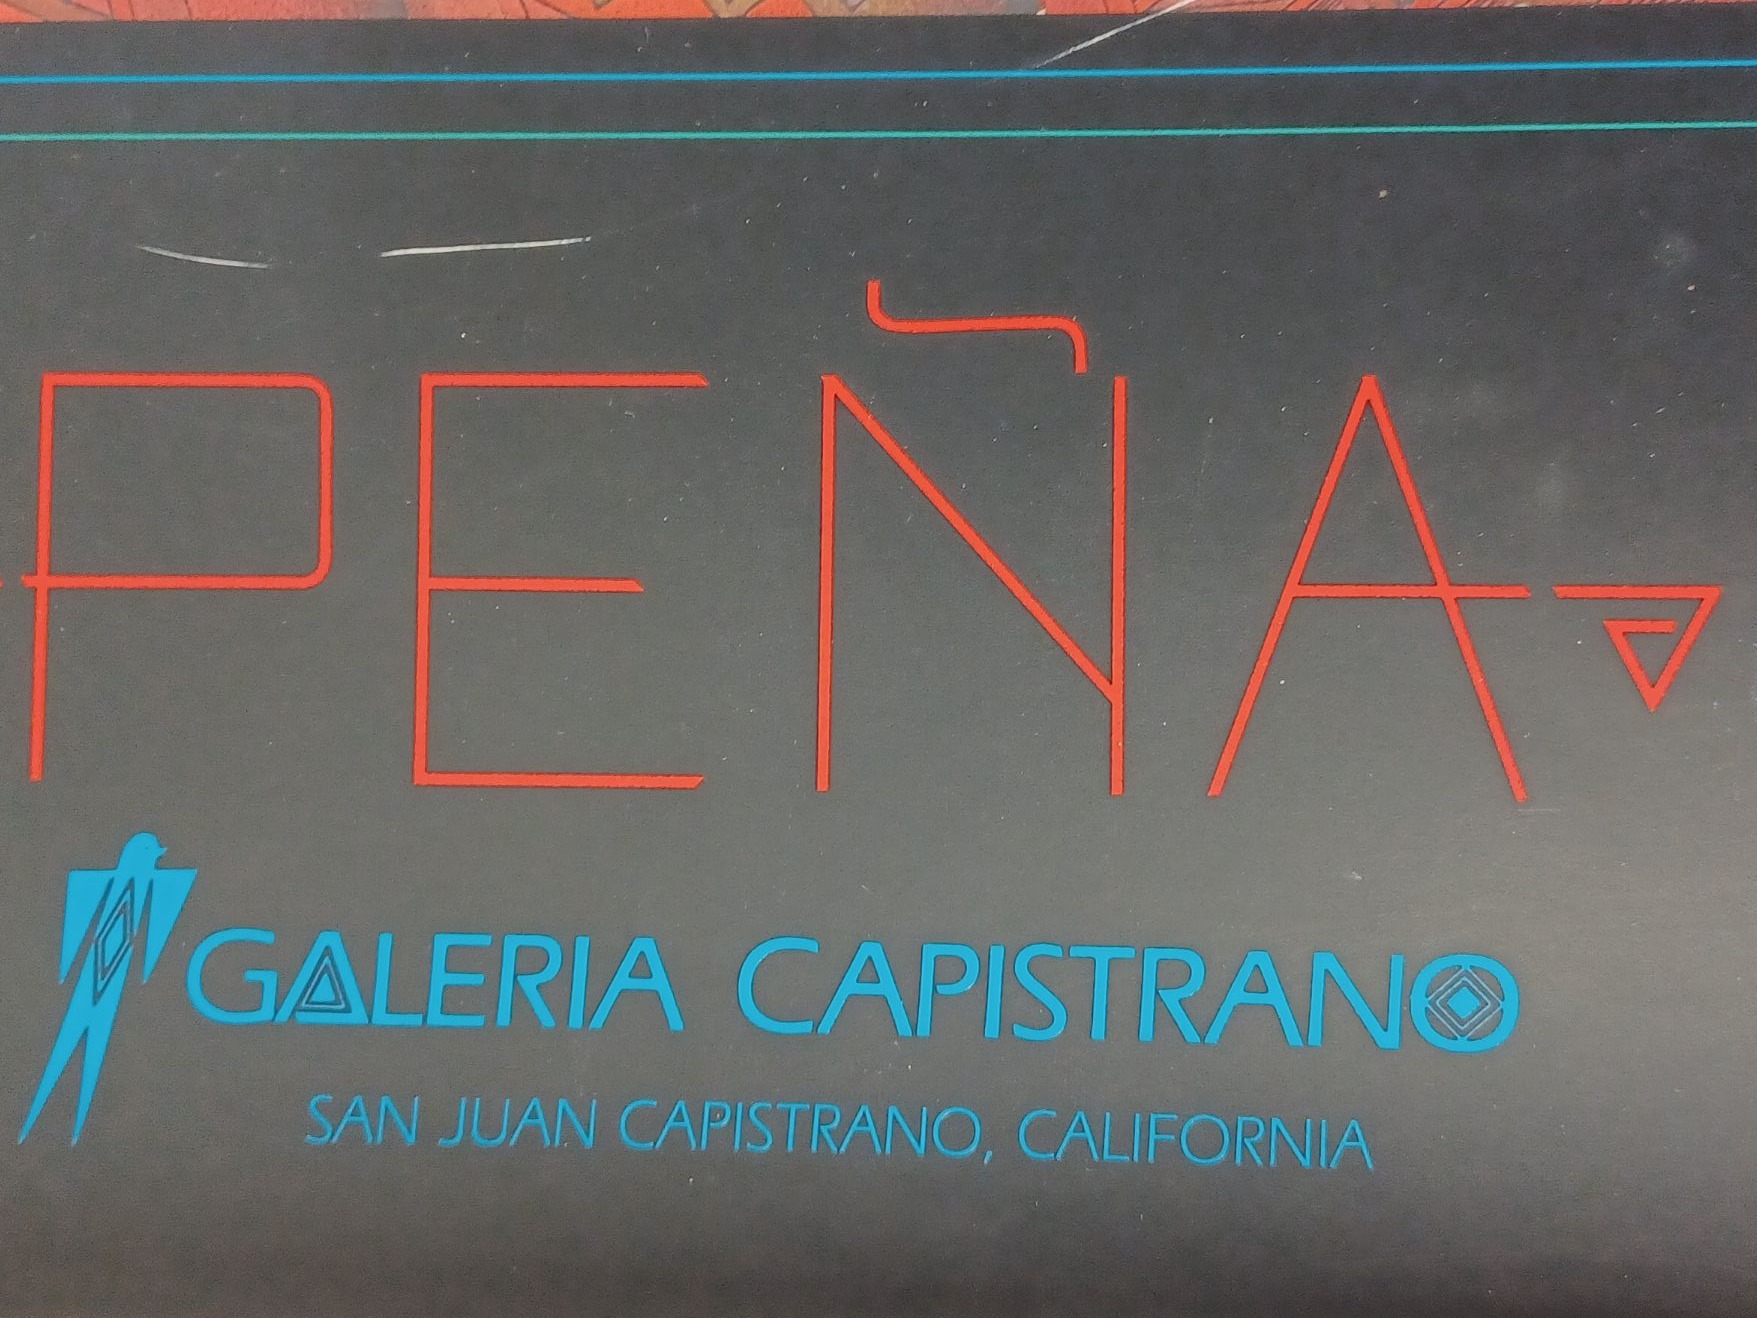 PEÑA
GALERIA CAPISTRANO
SAN JUAN CAPISTRANO, CALIFORNIA